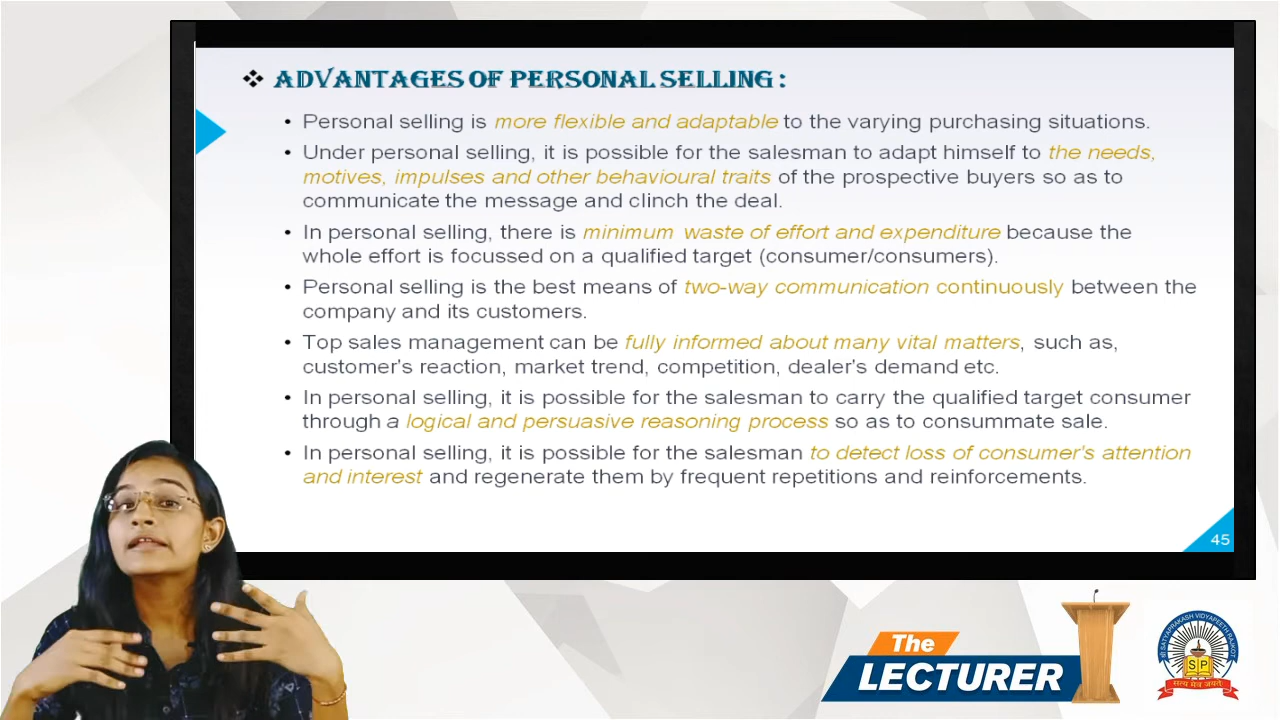 ❖ ADVANTAGES OF PERSONAL SELLING :
• Personal selling is more flexible and adaptable to the varying purchasing situations.
• Under personal selling, it is possible for the salesman to adapt himself to the needs,
motives, impulses and other behavioural traits of the prospective buyers so as to
communicate the message and clinch the deal.
• In personal selling, there is minimum waste of effort and expenditure because the
whole effort is focussed on a qualified target (consumer/consumers).
• Personal selling is the best means of two-way communication continuously between the
company and its customers.
• Top sales management can be fully informed about many vital matters, such as,
customer's reaction, market trend, competition, dealer's demand etc.
• In personal selling, it is possible for the salesman to carry the qualified target consumer
through a logical and persuasive reasoning process so as to consummate sale.
• In personal selling, it is possible for the salesman to detect loss of consumer's attention
and interest and regenerate them by frequent repetitions and reinforcements.
45
The
LECTURER
SATYAPRAKASH VIDYAPEETH RAJKOT
S P
सत्य मेव जयते